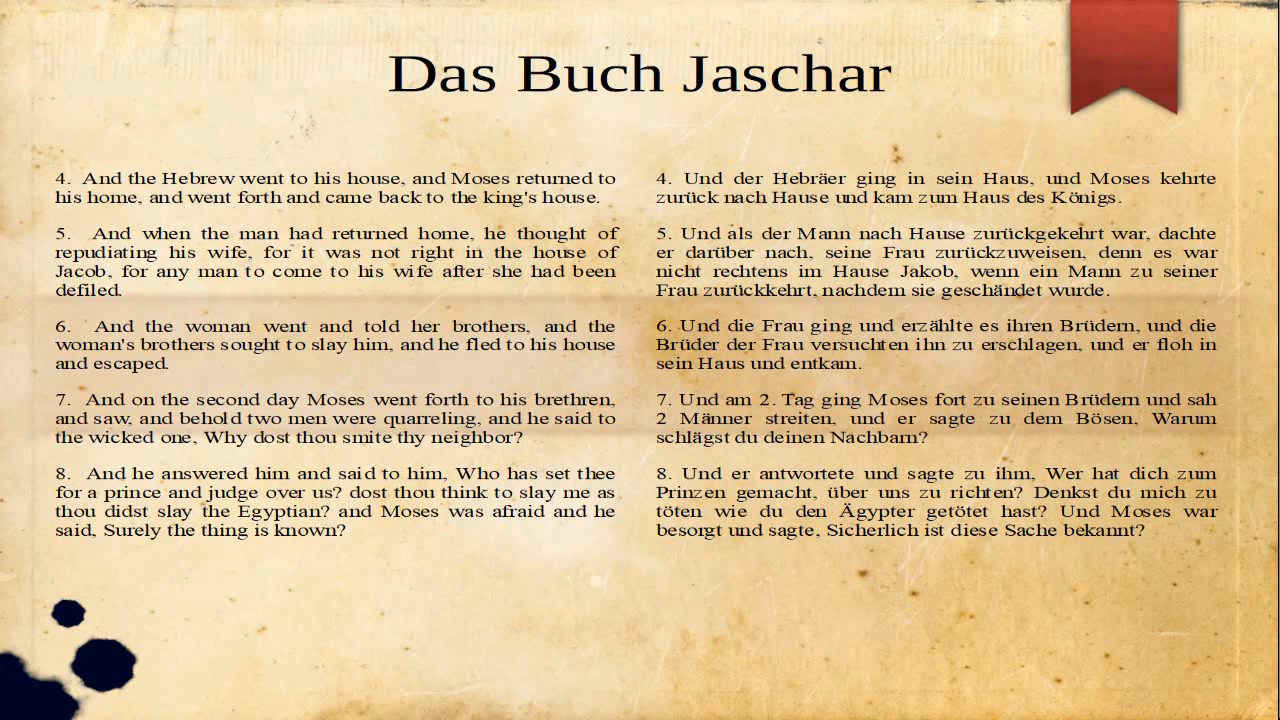 Das Buch Jaschar
4. And the Hebrew went to his house, and Moses returned to
his home, and went forth and came back to the king's house.
5. And when the man had returned home, he thought of
repudiating his wife, for it was not right in the house of
Jacob, for any man to come to his wife after she had been
defiled.
6. And the woman went and told her brothers, and the
woman's brothers sought to slay him, and he fled to his house
and escaped.
7. And on the second day Moses went forth to his brethren,
and saw, and behold two men were quarreling, and he said to
the wicked one, Why dost thou smite thy neighbor?
8. And he answered him and said to him, Who has set thee
for a prince and judge over us? dost thou think to slay me as
thou didst slay the Egyptian? and Moses was afraid and he
said, Surely the thing is known?
4. Und der Hebräer ging in sein Haus, und Moses kehrte
zurück nach Hause und kam zum Haus des Königs.
5. Und als der Mann nach Hause zurückgekehrt war, dachte
er darüber nach, seine Frau zurückzuweisen, denn es war
nicht rechtens im Hause Jakob, wenn ein Mann zu seiner
Frau zurückkehrt, nachdem sie geschändet wurde.
6. Und die Frau ging und erzählte es ihren Brüdern, und die
Brüder der Frau versuchten ihn zu erschlagen, und er floh in
sein Haus und entkam.
7. Und am 2. Tag ging Moses fort zu seinen Brüdern und sah
2 Männer streiten, und er sagte zu dem Bösen, Warum
schlägst du deinen Nachbarn?
8. Und er antwortete und sagte zu ihm, Wer hat dich zum
Prinzen gemacht, über uns zu richten? Denkst du mich zu
töten wie du den Ägypter getötet hast? Und Moses war
besorgt und sagte, Sicherlich ist diese Sache bekannt?